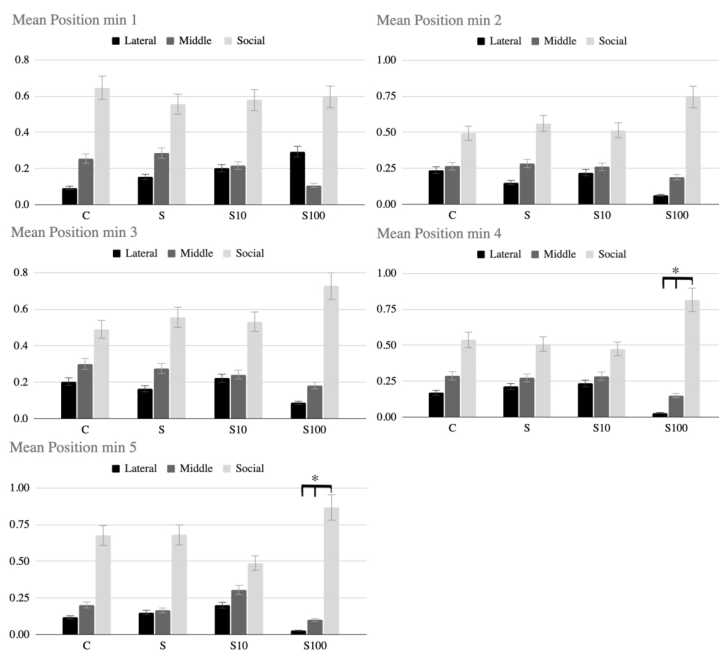 Mean Position min 1
Lateral Middle Social
0.8
0.6
0.4
0.2
0.0
C S S10 S100
Mean Position min 2
Lateral Middle Social
1.00
0.75
0.50
0.25
0.00
C S S10 S100
Mean Position min 3
Lateral Middle Social
0.8
0.6
0.4
0.2
0.0
C S S10 S100
Mean Position min 4
Lateral Middle Social
*
1.00
0.75
0.50
0.25
0.00
C S S10 S100
Mean Position min 5
Lateral Middle Social
*
1.00
0.75
0.50
0.25
0.00
C S S10 S100